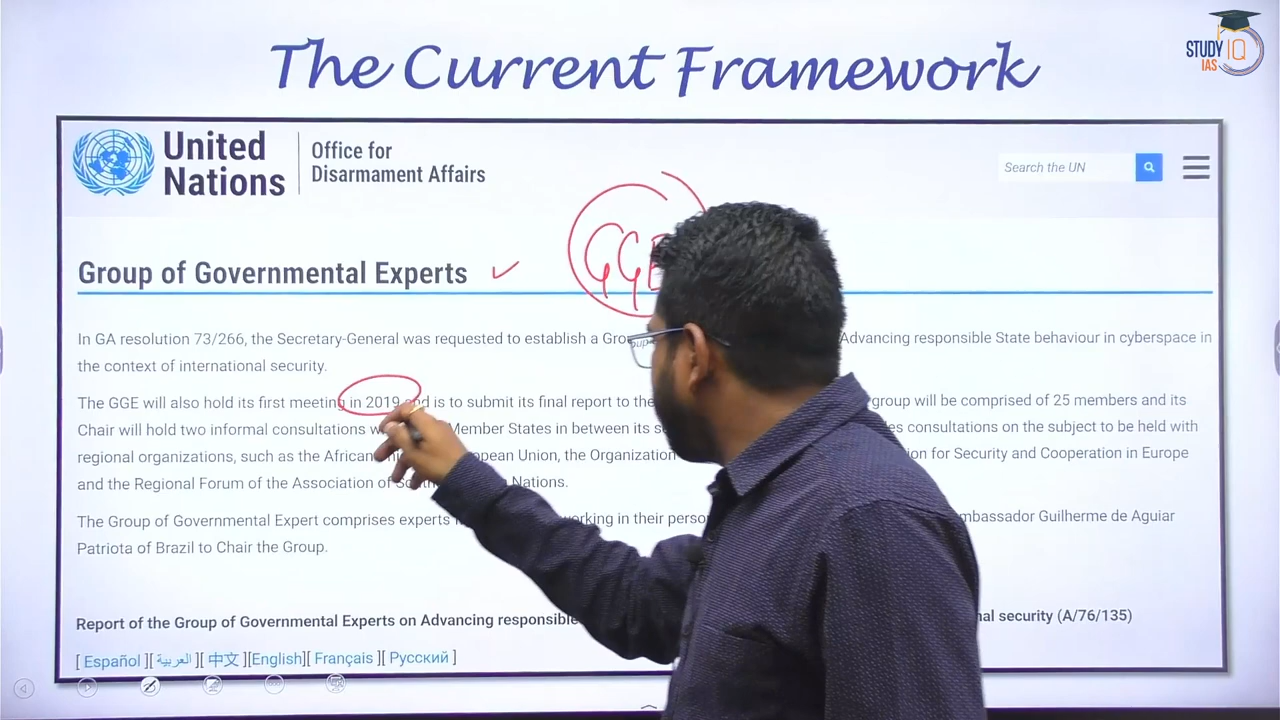 The Current Framework
STUDY IQ
IAS
United
Nations
Office for
Disarmament Affairs
Search the UN
GGE
Group of Governmental Experts
In GA resolution 73/266, the Secretary-General was requested to establish a Advancing responsible State behaviour in cyberspace in
the context of international security.
The GGE will also hold its first meeting in 2019 and is to submit its final report to the group will be comprised of 25 members and its
Chair will hold two informal consultations Member States in between its consultations on the subject to be held with
regional organizations, such as the African European Union, the Organization for Security and Cooperation in Europe
and the Regional Forum of the Association of Nations.
The Group of Governmental Expert comprises experts working in their Ambassador Guilherme de Aguiar
Patriota of Brazil to Chair the Group.
Report of the Group of Governmental Experts on Advancing responsible security (A/76/135)
[ Español ][ العربية ][ 中文 ][English][ Français ][ Русский ]